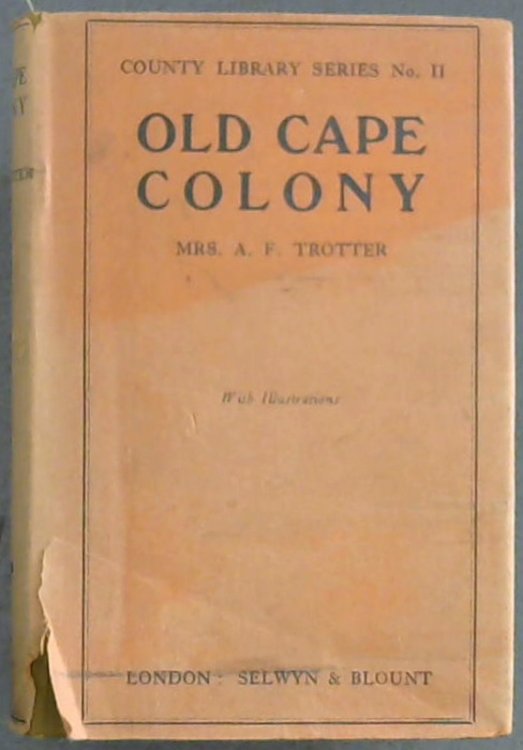 COUNTY LIBRARY SERIES No. II
OLD CAPE
COLONY
MRS. A. F. TROTTER
With Illustrations
LONDON: SELWYN & BLOUNT